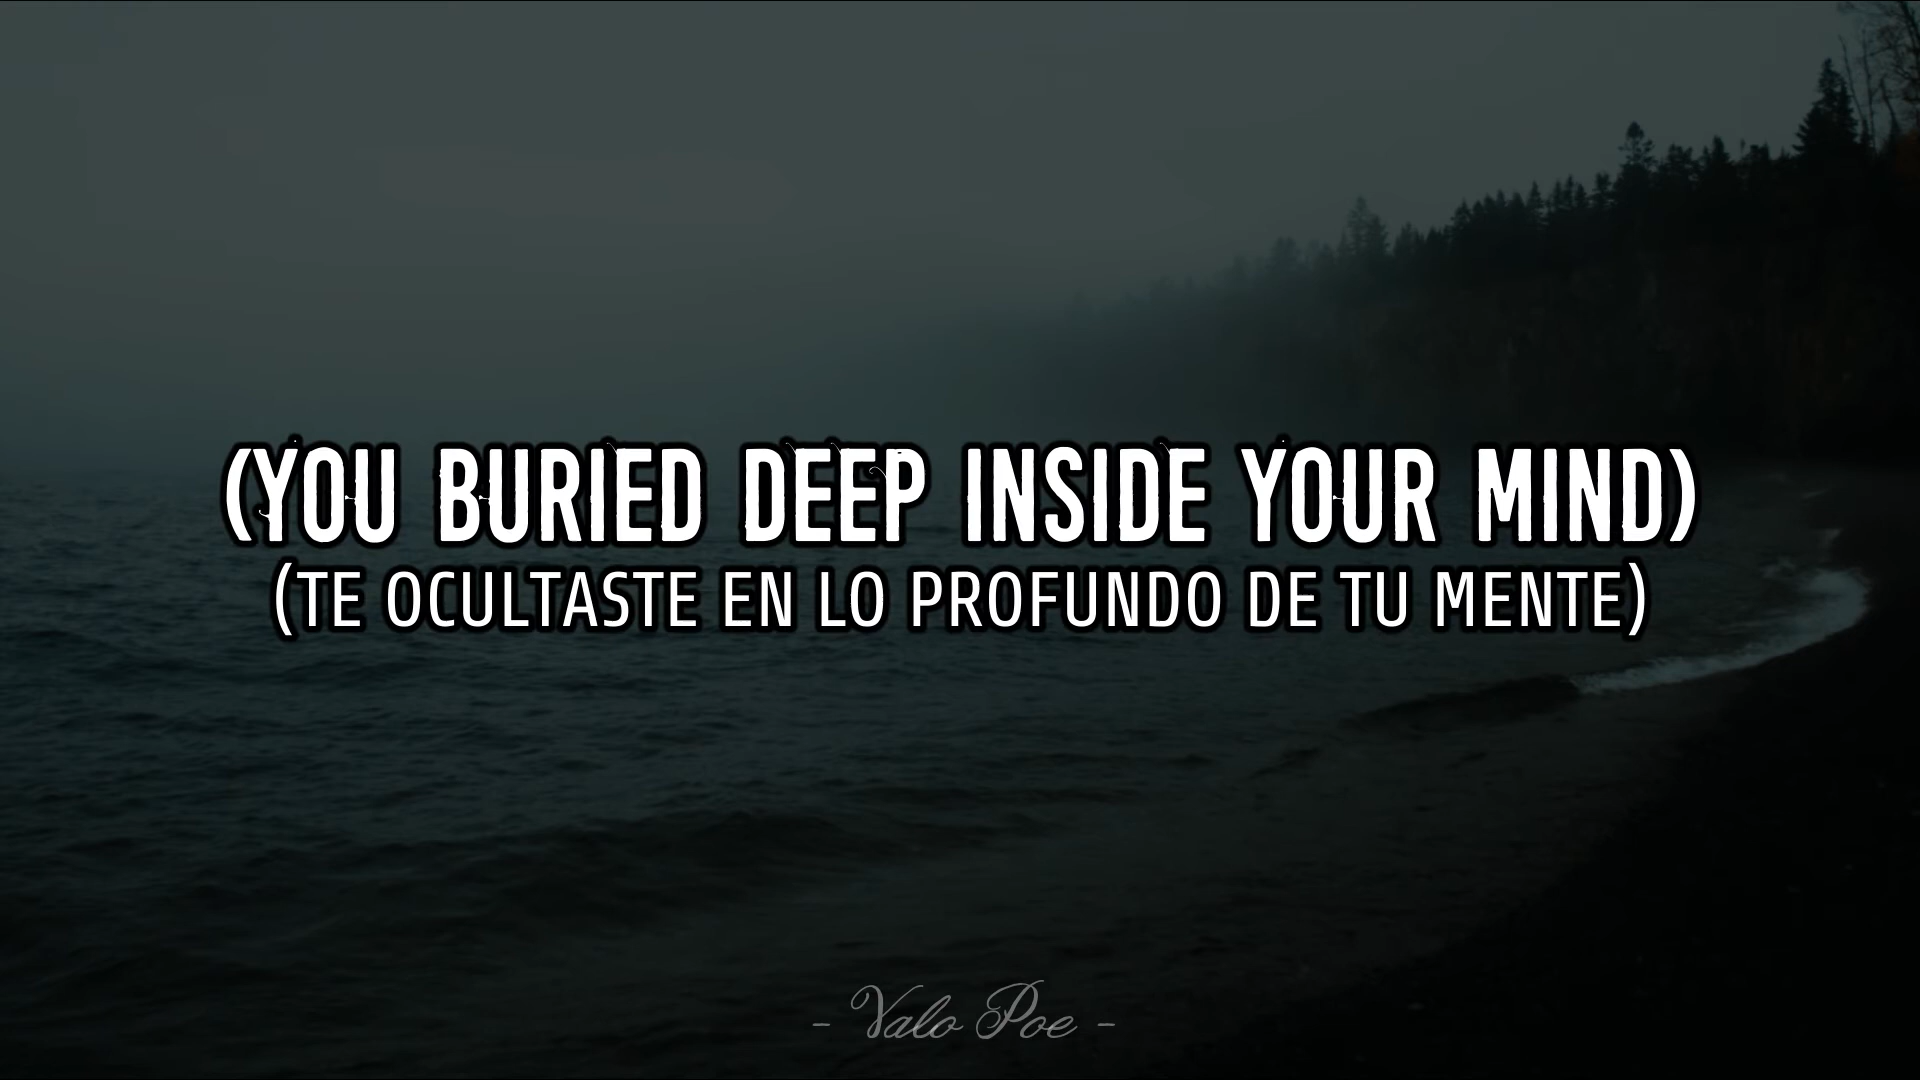 (YOU BURIED DEEP INSIDE YOUR MIND)
(TE OCULTASTE EN LO PROFUNDO DE TU MENTE)
- Valo Poe -